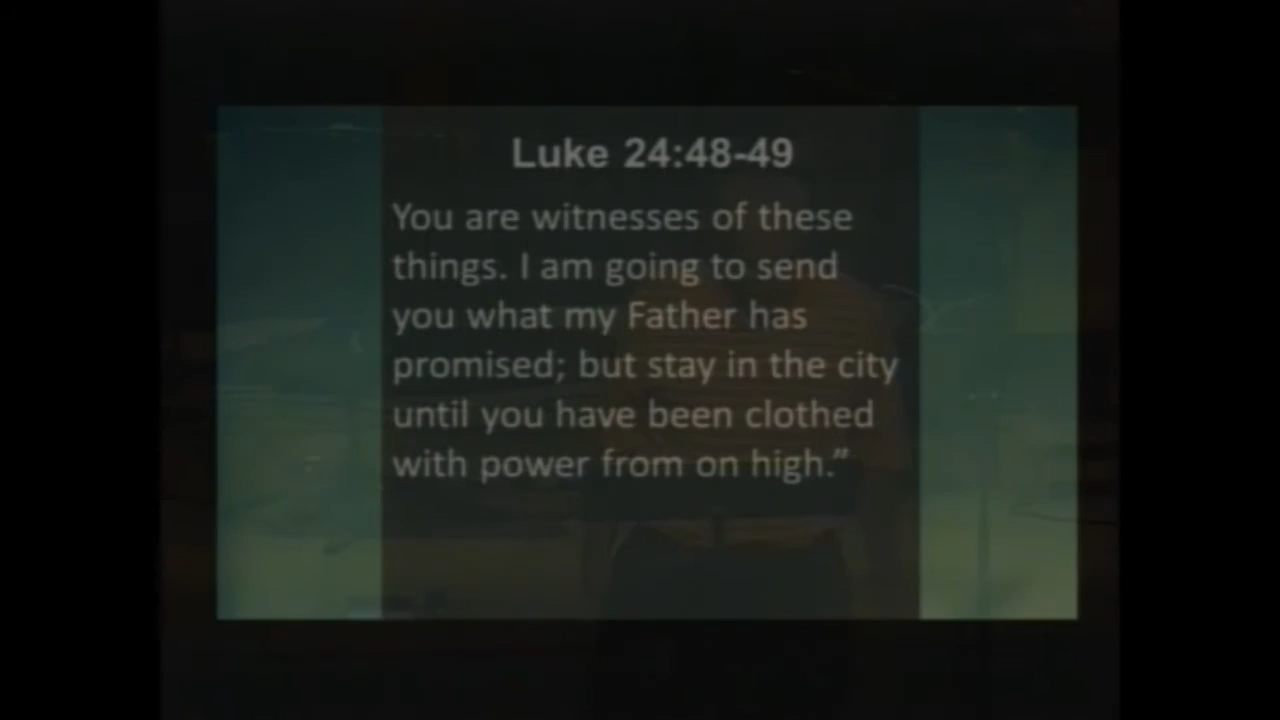 Luke 24:48-49
You are witnesses of these
things. I am going to send
you what my Father has
promised; but stay in the city
until you have been clothed
with power from on high.”